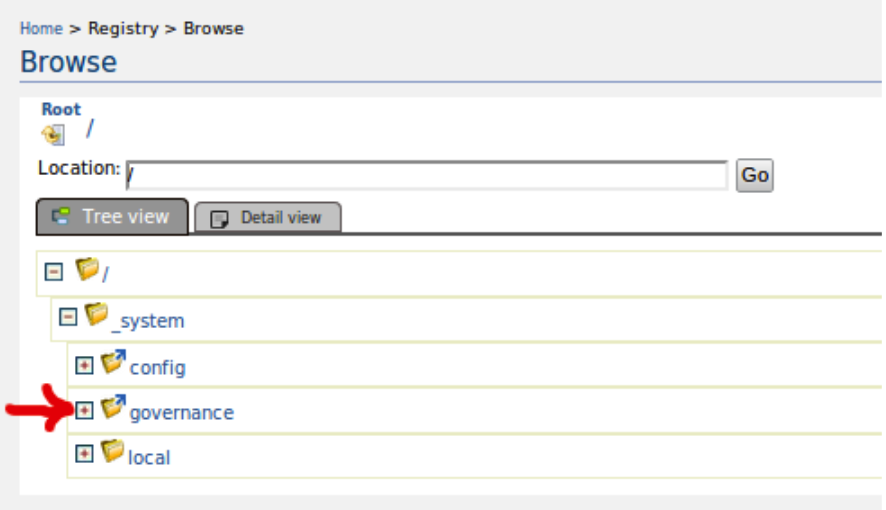 Home > Registry > Browse
Browse
Root
/
Location: /
Go
Tree view Detail view
/
_system
config
governance
local